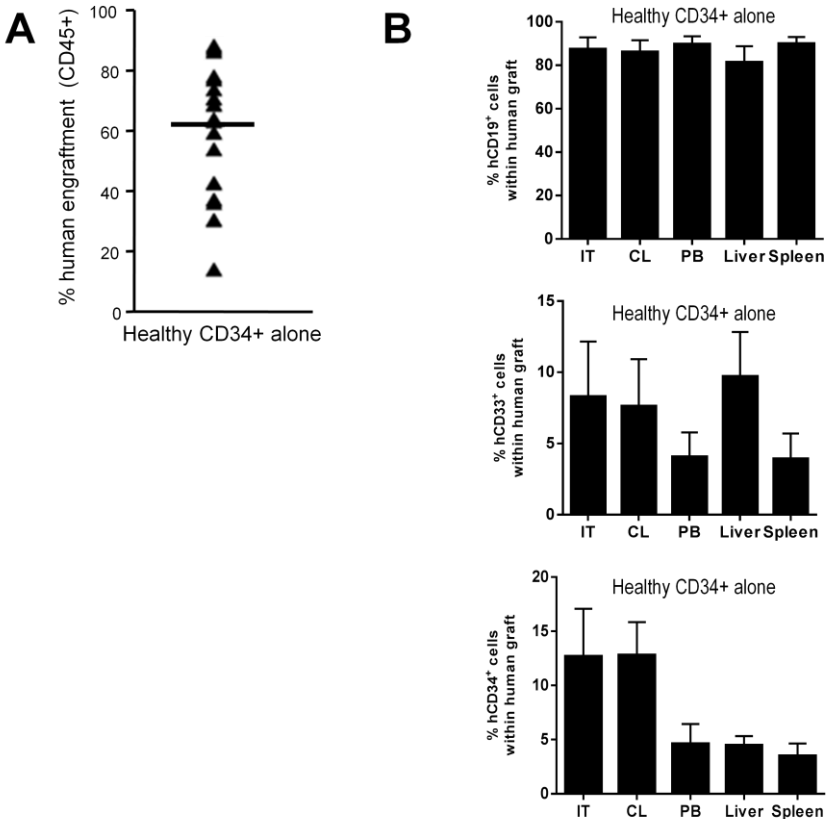 A
% human engraftment (CD45+)
100
80
60
40
20
0
Healthy CD34+ alone
B
Healthy CD34+ alone
% hCD19⁺ cells
within human graft
100
80
60
40
20
0
IT CL PB Liver Spleen
Healthy CD34+ alone
% hCD33⁺ cells
within human graft
15
10
5
0
IT CL PB Liver Spleen
Healthy CD34+ alone
% hCD34⁺ cells
within human graft
20
15
10
5
0
IT CL PB Liver Spleen